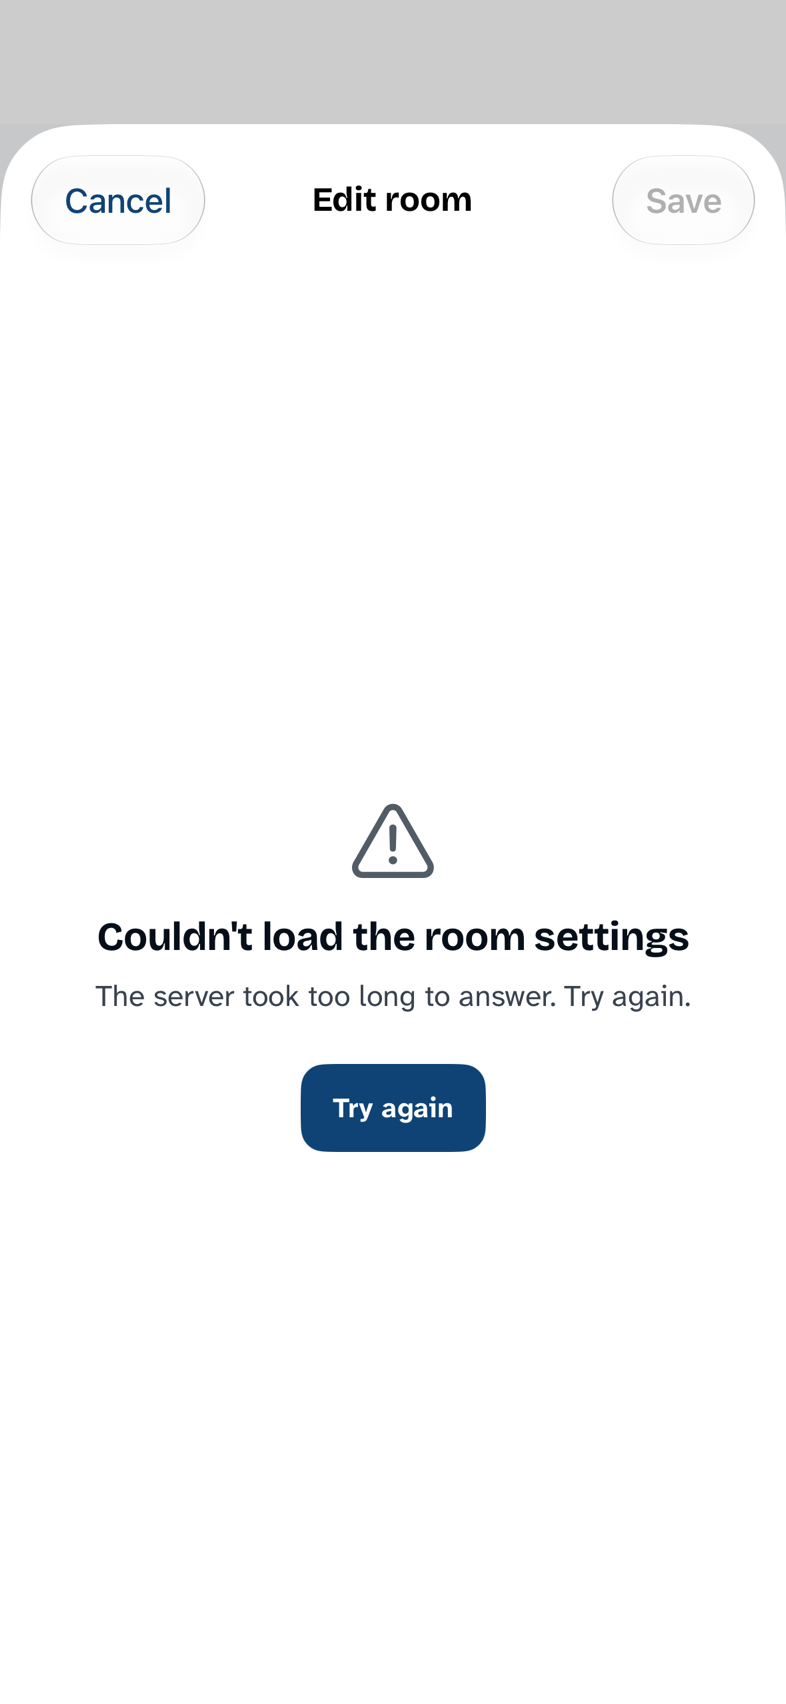 Cancel
Edit room
Save
Couldn't load the room settings
The server took too long to answer. Try again.
Try again